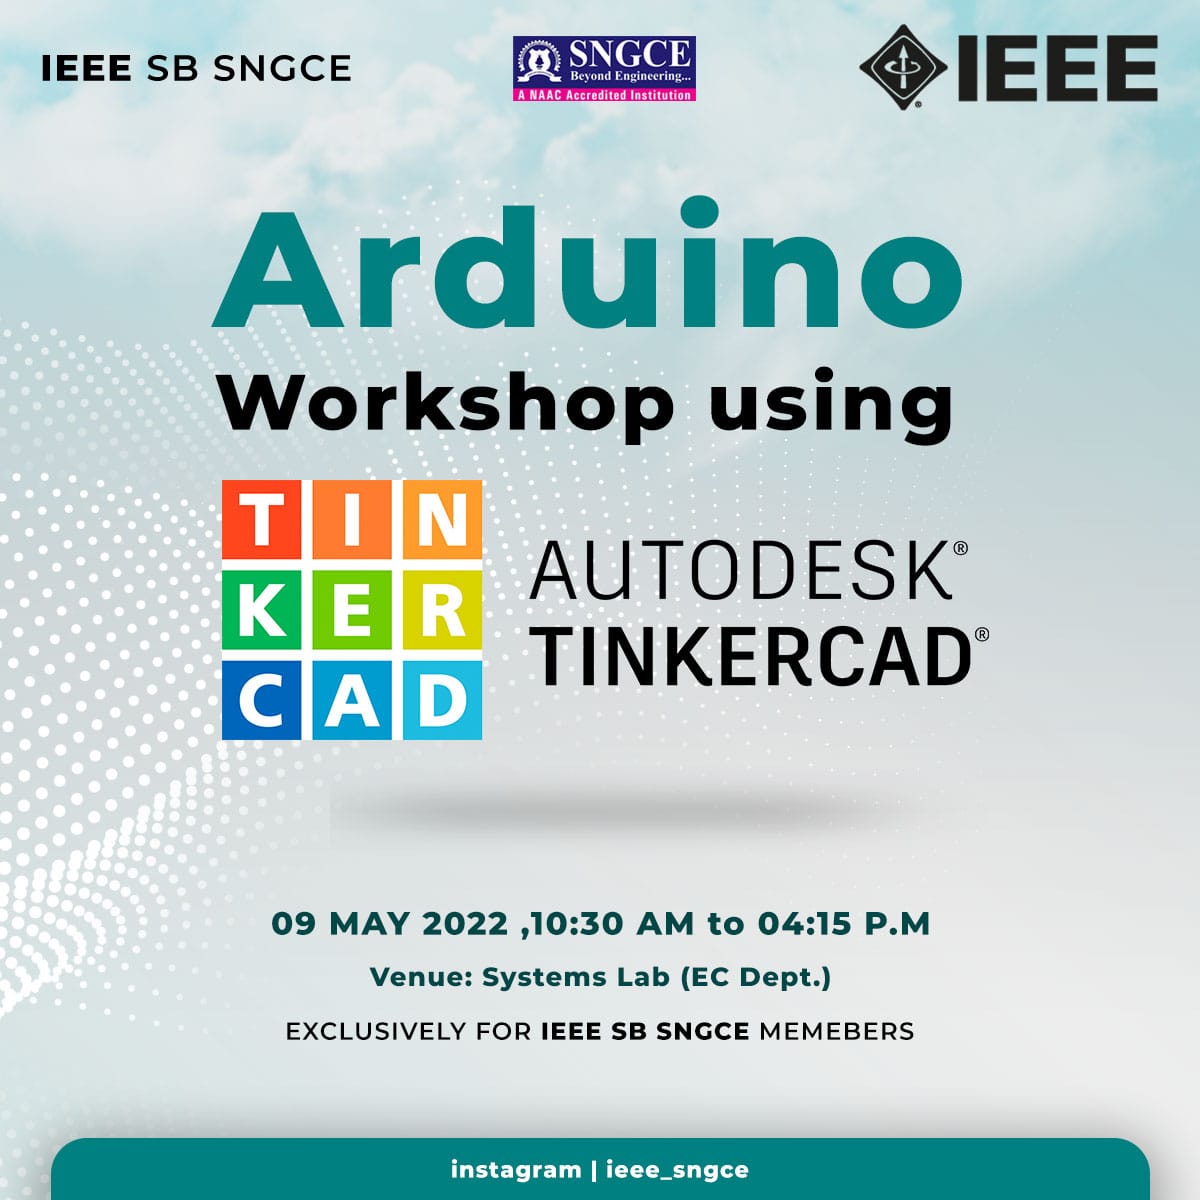 IEEE SB SNGCE
SNGCE
Beyond Engineering...
A NAAC Accredited Institution
IEEE
®
Arduino
Workshop using
TIN
KER
CAD
AUTODESK®
TINKERCAD®
09 MAY 2022 ,10:30 AM to 04:15 P.M
Venue: Systems Lab (EC Dept.)
EXCLUSIVELY FOR IEEE SB SNGCE MEMEBERS
instagram | ieee_sngce